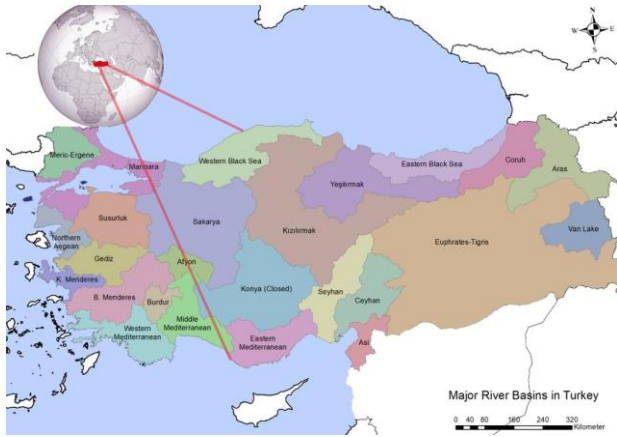 N
W
E
S
Meric-Ergene
Marmara
Western Black Sea
Eastern Black Sea
Coruh
Aras
Yeşilırmak
Susurluk
Sakarya
Kızılırmak
Northern
Aegean
Euphrates-Tigris
Van Lake
Gediz
Afyon
K. Menderes
Konya (Closed)
Seyhan
Ceyhan
B. Menderes
Burdur
Middle
Mediterranean
Western
Mediterranean
Eastern
Mediterranean
Asi
Major River Basins in Turkey
0 40 80 160 240 320
Kilometer